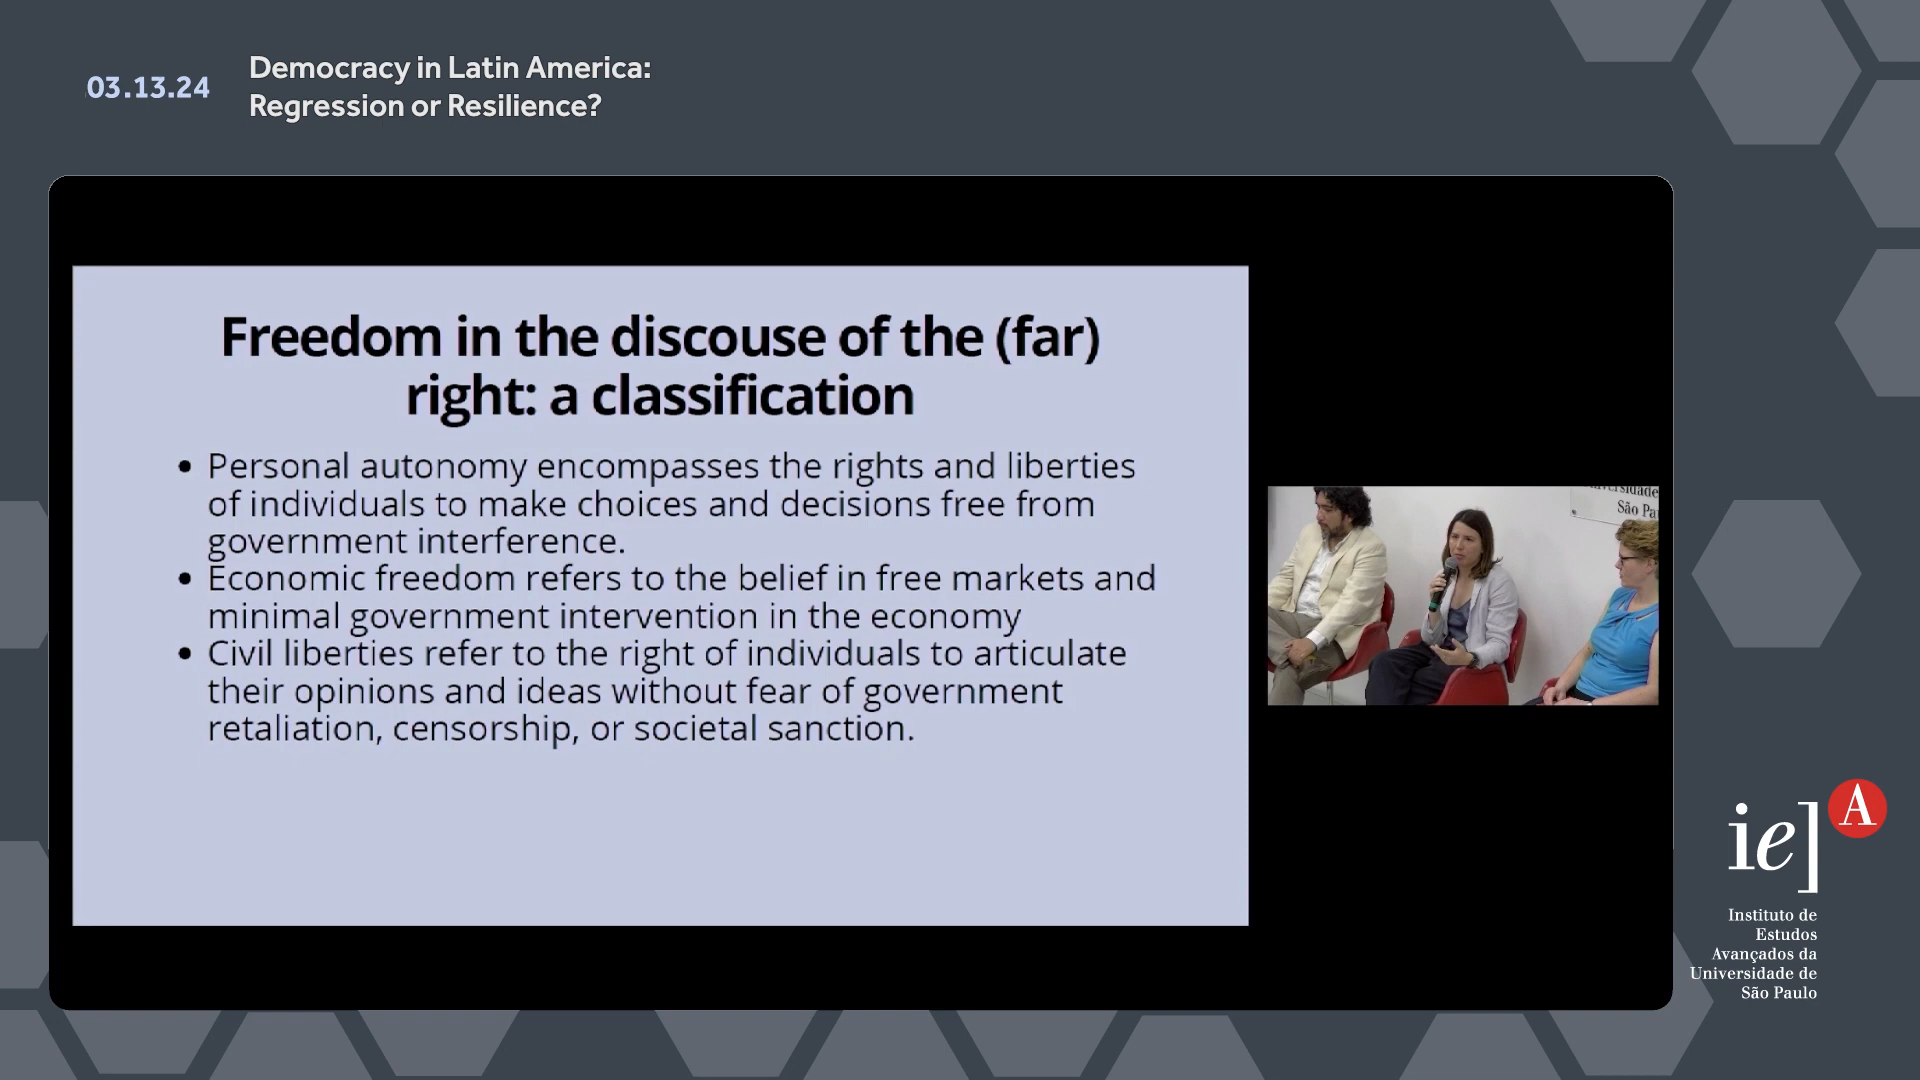 03.13.24
Democracy in Latin America:
Regression or Resilience?
Freedom in the discouse of the (far)
right: a classification
• Personal autonomy encompasses the rights and liberties
of individuals to make choices and decisions free from
government interference.
• Economic freedom refers to the belief in free markets and
minimal government intervention in the economy
• Civil liberties refer to the right of individuals to articulate
their opinions and ideas without fear of government
retaliation, censorship, or societal sanction.
São
ie] A
Instituto de
Estudos
Avançados da
Universidade de
São Paulo